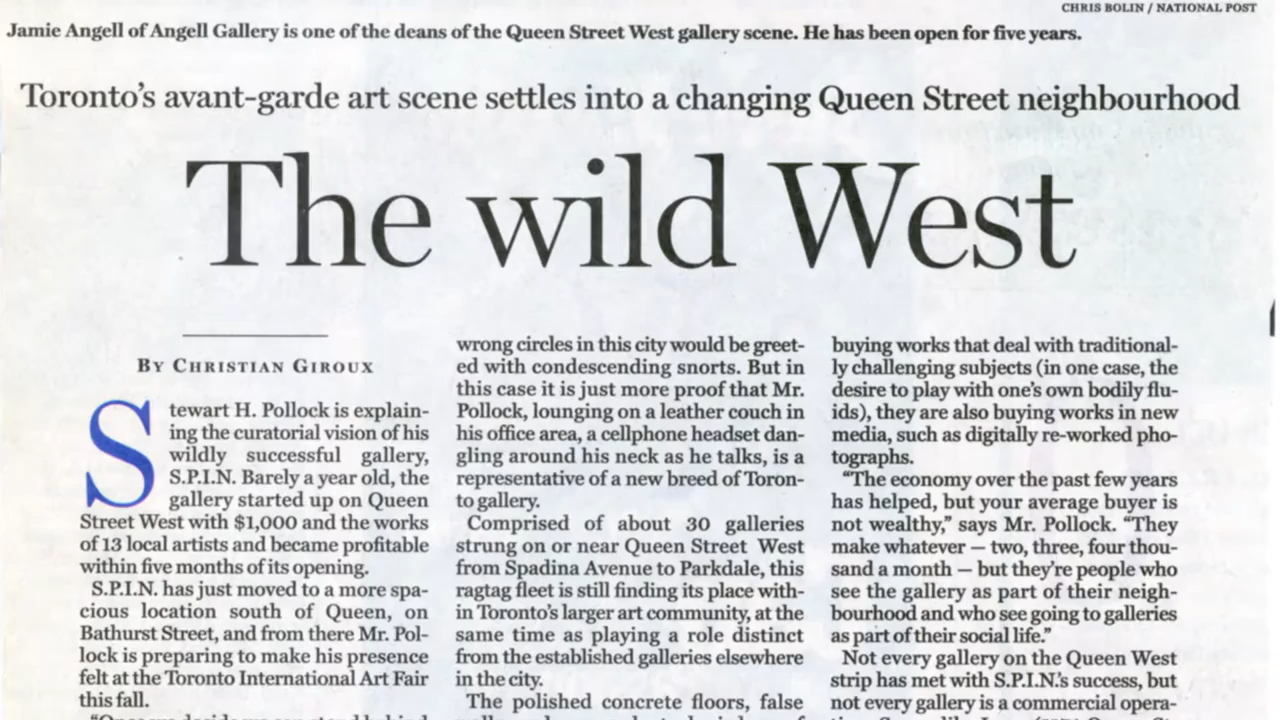 CHRIS BOLIN / NATIONAL POST
Jamie Angell of Angell Gallery is one of the deans of the Queen Street West gallery scene. He has been open for five years.
Toronto's avant-garde art scene settles into a changing Queen Street neighbourhood
The wild West
BY CHRISTIAN GIROUX
Stewart H. Pollock is explain-
ing the curatorial vision of his
wildly successful gallery,
S.P.I.N. Barely a year old, the
gallery started up on Queen
Street West with $1,000 and the works
of 13 local artists and became profitable
within five months of its opening.
S.P.I.N. has just moved to a more spa-
cious location south of Queen, on
Bathurst Street, and from there Mr. Pol-
lock is preparing to make his presence
felt at the Toronto International Art Fair
this fall.
wrong circles in this city would be greet-
ed with condescending snorts. But in
this case it is just more proof that Mr.
Pollock, lounging on a leather couch in
his office area, a cellphone headset dan-
gling around his neck as he talks, is a
representative of a new breed of Toron-
to gallery.
Comprised of about 30 galleries
strung on or near Queen Street West
from Spadina Avenue to Parkdale, this
ragtag fleet is still finding its place with-
in Toronto's larger art community, at the
same time as playing a role distinct
from the established galleries elsewhere
in the city.
The polished concrete floors, false
buying works that deal with traditional-
ly challenging subjects (in one case, the
desire to play with one's own bodily flu-
ids), they are also buying works in new
media, such as digitally re-worked pho-
tographs.
"The economy over the past few years
has helped, but your average buyer is
not wealthy," says Mr. Pollock. "They
make whatever — two, three, four thou-
sand a month — but they're people who
see the gallery as part of their neigh-
bourhood and who see going to galleries
as part of their social life."
Not every gallery on the Queen West
strip has met with S.P.I.N.'s success, but
not every gallery is a commercial opera-